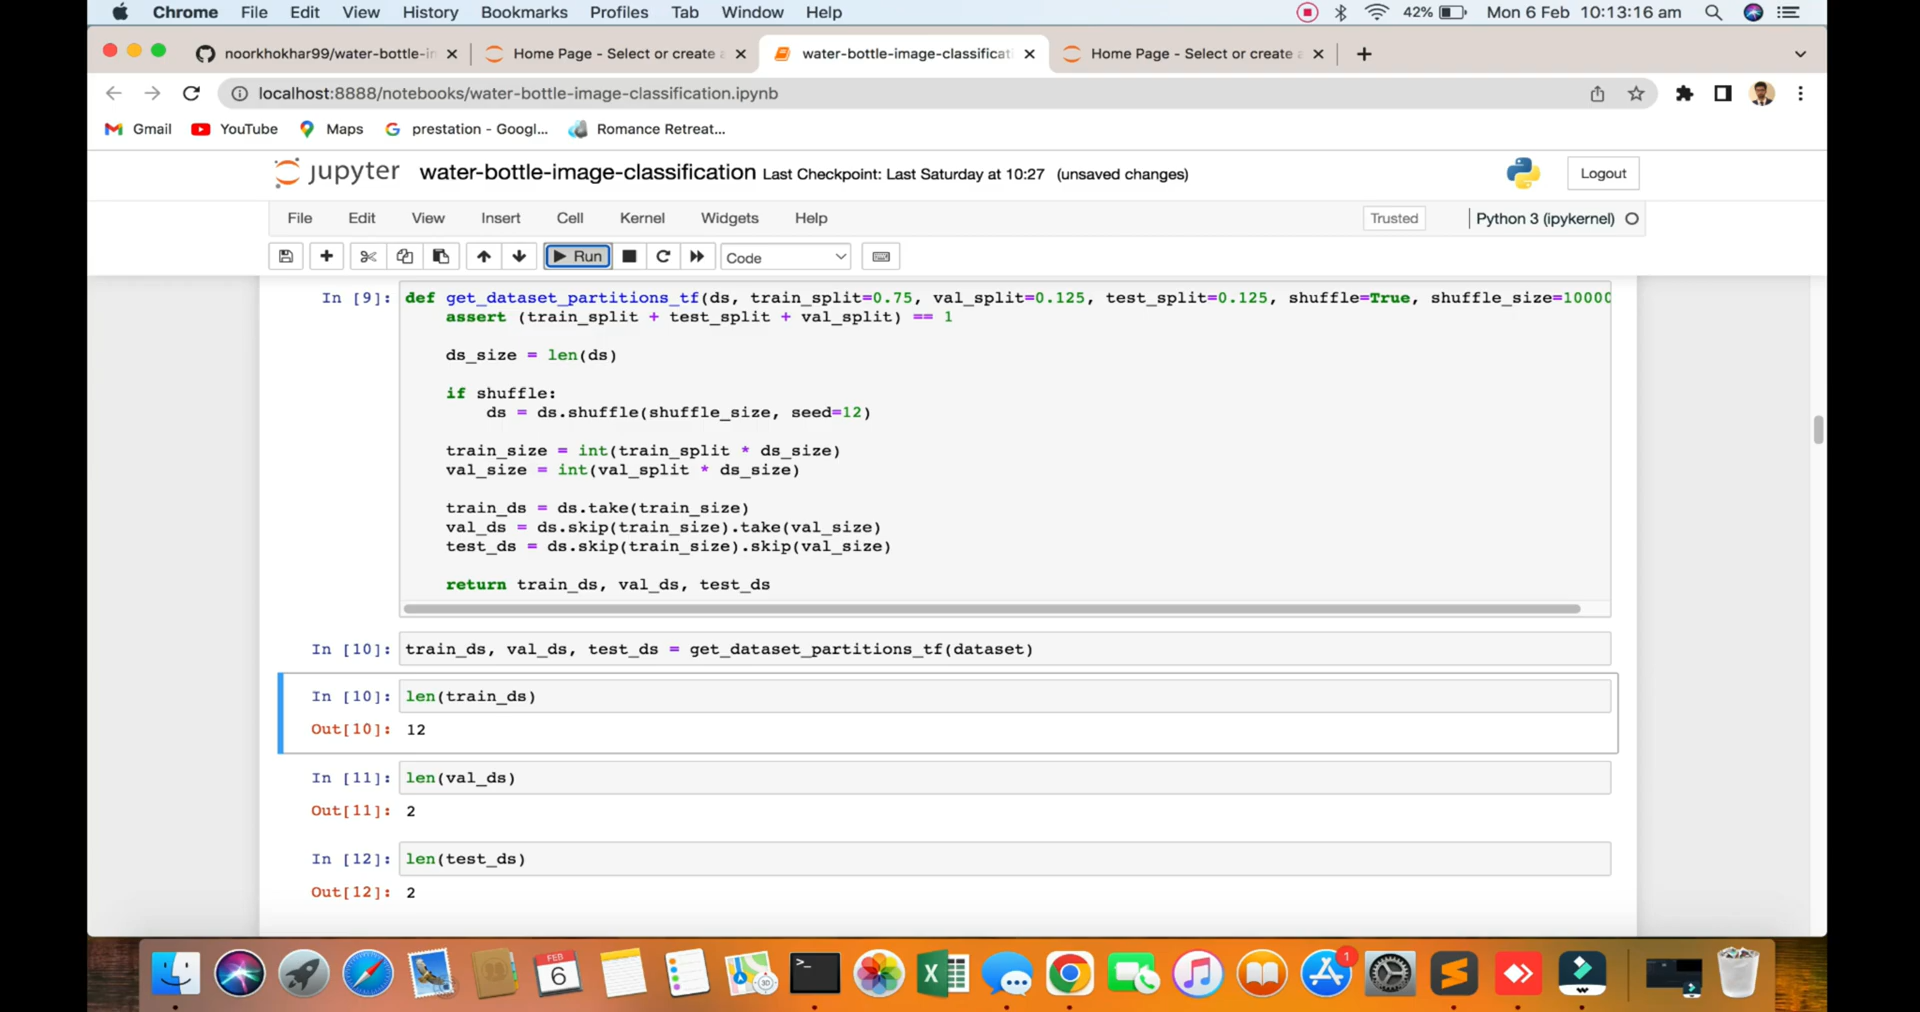 Chrome File Edit View History Bookmarks Profiles Tab Window Help 42% Mon 6 Feb 10:13:16 am
noorkhokhar99/water-bottle-i Home Page - Select or create a water-bottle-image-classificati Home Page - Select or create a
localhost:8888/notebooks/water-bottle-image-classification.ipynb
Gmail YouTube Maps prestation - Googl... Romance Retreat...
jupyter water-bottle-image-classification Last Checkpoint: Last Saturday at 10:27 (unsaved changes) Logout
File Edit View Insert Cell Kernel Widgets Help Trusted Python 3 (ipykernel)
Run Code
In [9]: def get_dataset_partitions_tf(ds, train_split=0.75, val_split=0.125, test_split=0.125, shuffle=True, shuffle_size=10000
assert (train_split + test_split + val_split) == 1
ds_size = len(ds)
if shuffle:
ds = ds.shuffle(shuffle_size, seed=12)
train_size = int(train_split * ds_size)
val_size = int(val_split * ds_size)
train_ds = ds.take(train_size)
val_ds = ds.skip(train_size).take(val_size)
test_ds = ds.skip(train_size).skip(val_size)
return train_ds, val_ds, test_ds
In [10]: train_ds, val_ds, test_ds = get_dataset_partitions_tf(dataset)
In [10]: len(train_ds)
Out[10]: 12
In [11]: len(val_ds)
Out[11]: 2
In [12]: len(test_ds)
Out[12]: 2
FEB
6
1